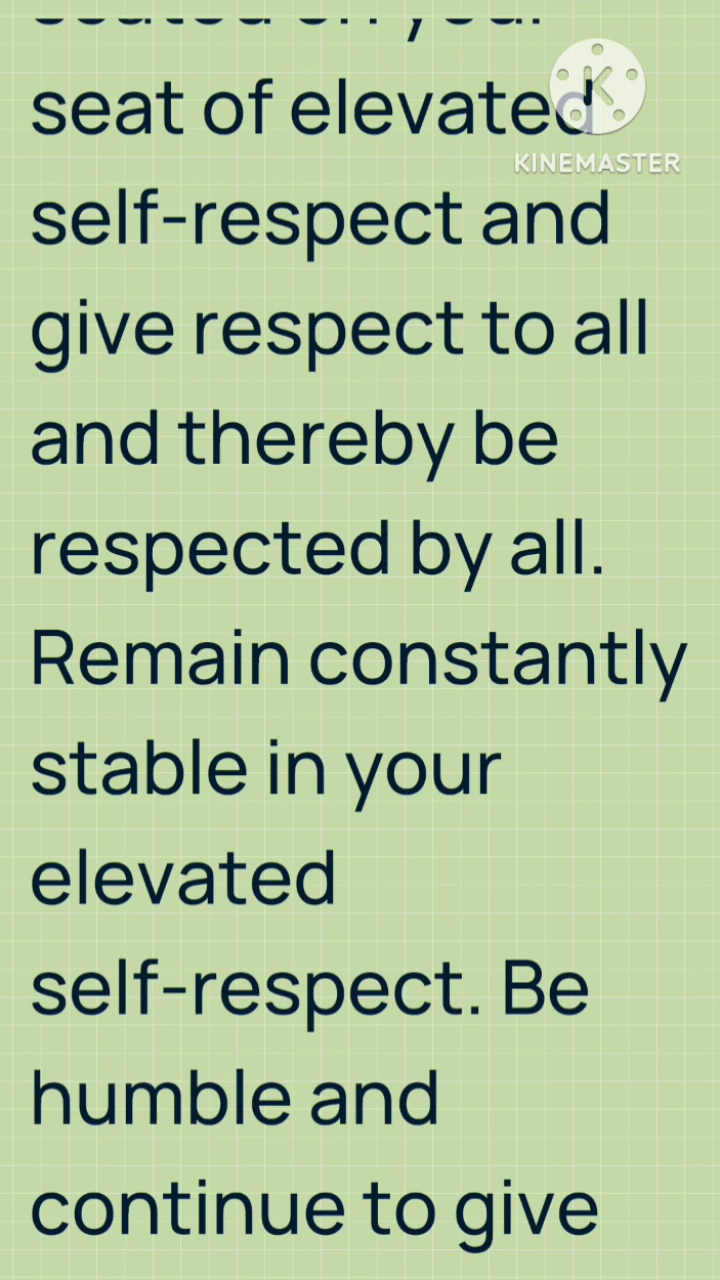 seat of elevated
KINEMASTER
self-respect and
give respect to all
and thereby be
respected by all.
Remain constantly
stable in your
elevated
self-respect. Be
humble and
continue to give